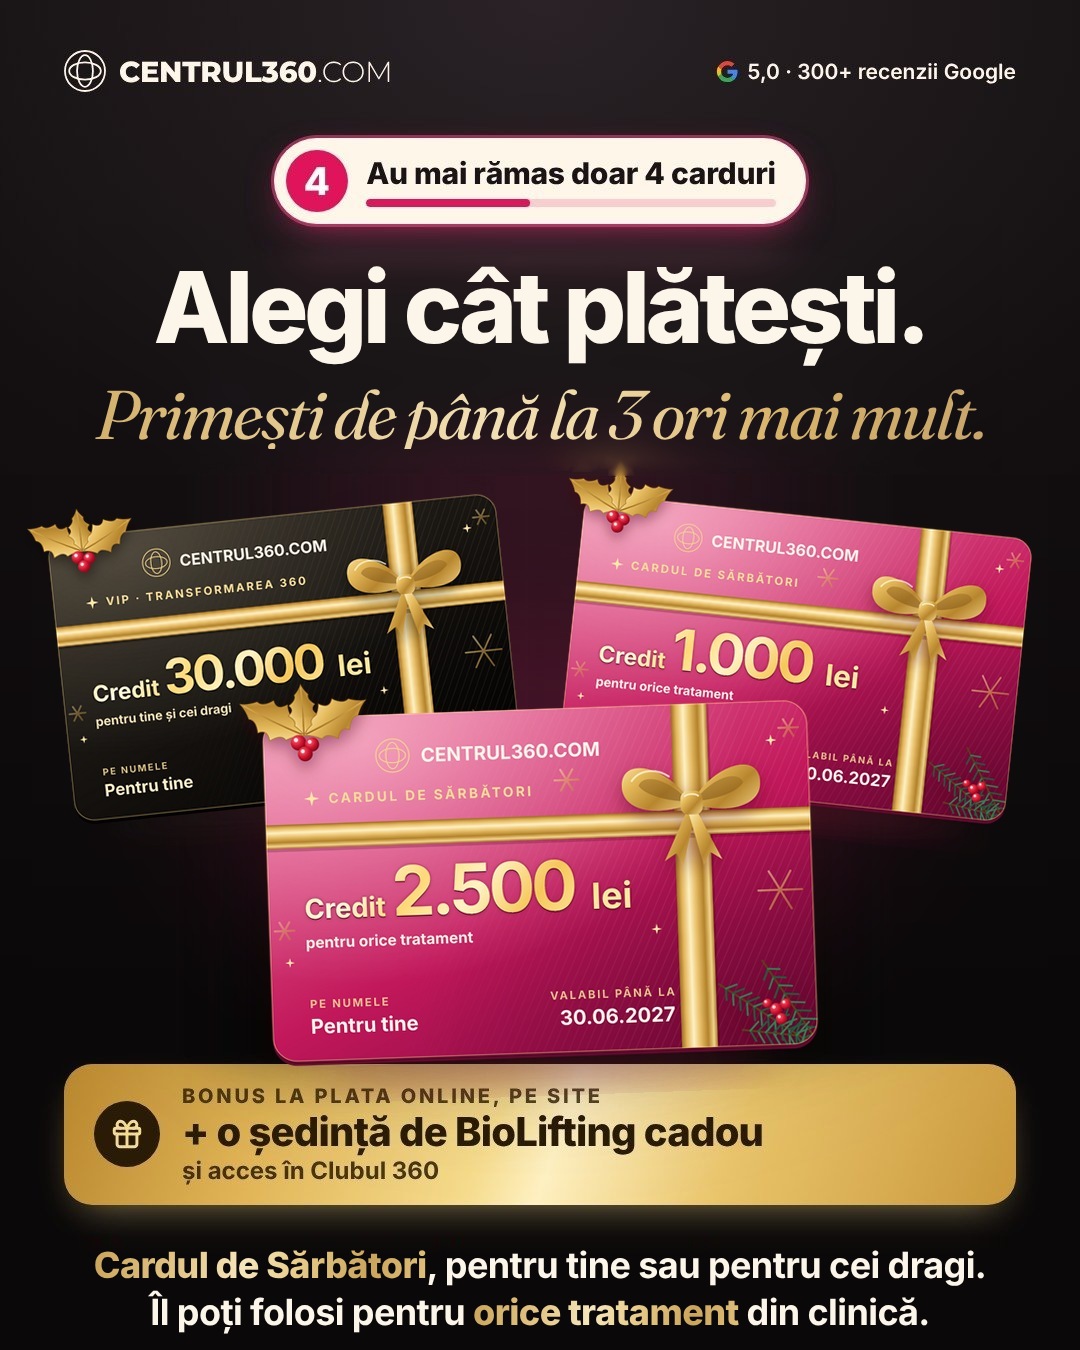 CENTRUL360.COM
5,0 · 300+ recenzii Google
4
Au mai rămas doar 4 carduri
Alegi cât plătești.
Primești de până la 3 ori mai mult.
CENTRUL360.COM
VIP · TRANSFORMAREA 360
Credit 30.000 lei
pentru tine și cei dragi
PE NUMELE
Pentru tine
CENTRUL360.COM
CARDUL DE SĂRBĂTORI
Credit 1.000 lei
pentru orice tratament
PÂNĂ LA
.06.2027
CENTRUL360.COM
CARDUL DE SĂRBĂTORI
Credit 2.500 lei
pentru orice tratament
PE NUMELE
Pentru tine
VALABIL PÂNĂ LA
30.06.2027
BONUS LA PLATA ONLINE, PE SITE
+ o ședință de BioLifting cadou
și acces în Clubul 360
Cardul de Sărbători, pentru tine sau pentru cei dragi.
Îl poți folosi pentru orice tratament din clinică.